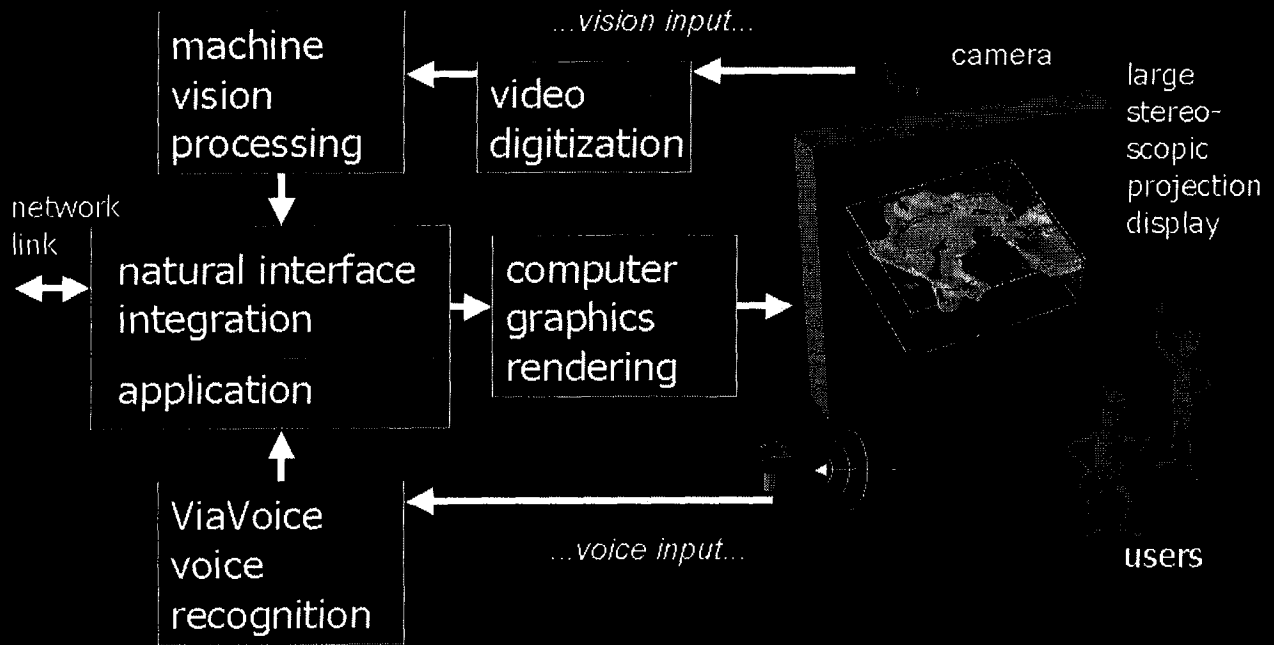 ...vision input...
machine
vision
processing
video
digitization
camera
large
stereo-
scopic
projection
display
network
link
natural interface
integration
application
computer
graphics
rendering
ViaVoice
voice
recognition
...voice input...
users